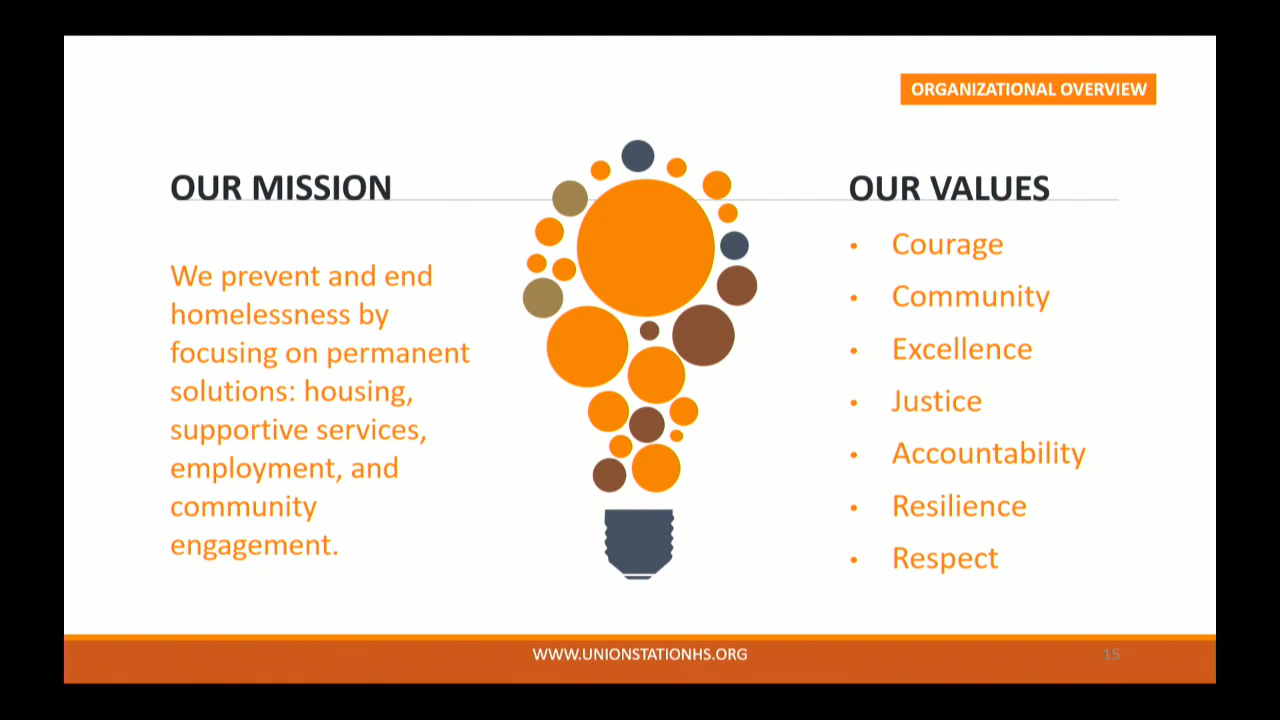 ORGANIZATIONAL OVERVIEW
OUR MISSION
We prevent and end
homelessness by
focusing on permanent
solutions: housing,
supportive services,
employment, and
community
engagement.
OUR VALUES
• Courage
• Community
• Excellence
• Justice
• Accountability
• Resilience
• Respect
WWW.UNIONSTATIONHS.ORG
15